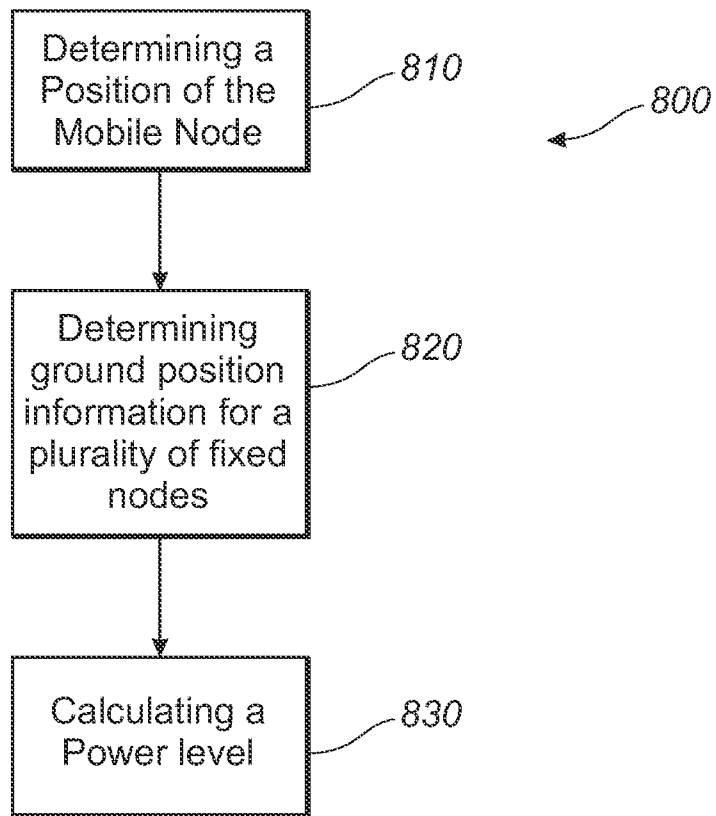 Determining a
Position of the
Mobile Node
810
800
Determining
ground position
information for a
plurality of fixed
nodes
820
Calculating a
Power level
830